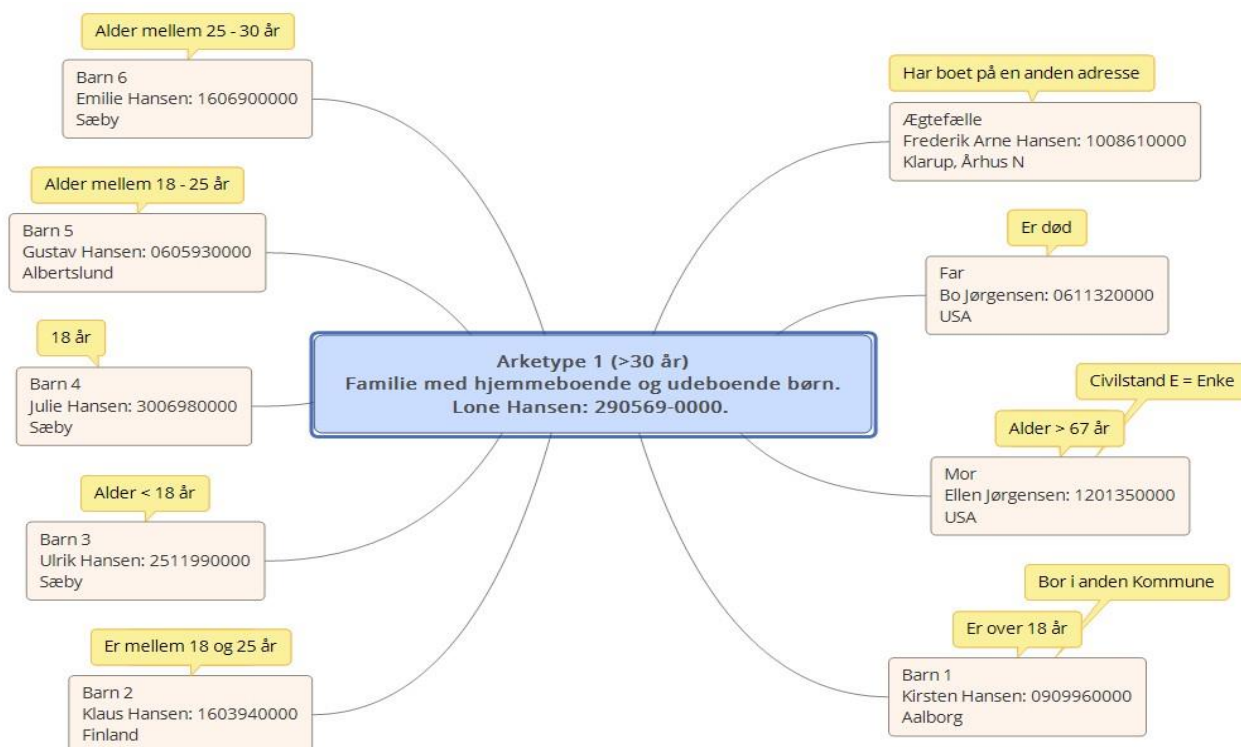 Alder mellem 25 - 30 år
Barn 6
Emilie Hansen: 1606900000
Sæby
Alder mellem 18 - 25 år
Barn 5
Gustav Hansen: 0605930000
Albertslund
18 år
Barn 4
Julie Hansen: 3006980000
Sæby
Alder < 18 år
Barn 3
Ulrik Hansen: 2511990000
Sæby
Er mellem 18 og 25 år
Barn 2
Klaus Hansen: 1603940000
Finland
Arketype 1 (>30 år)
Familie med hjemmeboende og udeboende børn.
Lone Hansen: 290569-0000.
Har boet på en anden adresse
Ægtefælle
Frederik Arne Hansen: 1008610000
Klarup, Århus N
Er død
Far
Bo Jørgensen: 0611320000
USA
Civilstand E = Enke
Alder > 67 år
Mor
Ellen Jørgensen: 1201350000
USA
Bor i anden Kommune
Er over 18 år
Barn 1
Kirsten Hansen: 0909960000
Aalborg